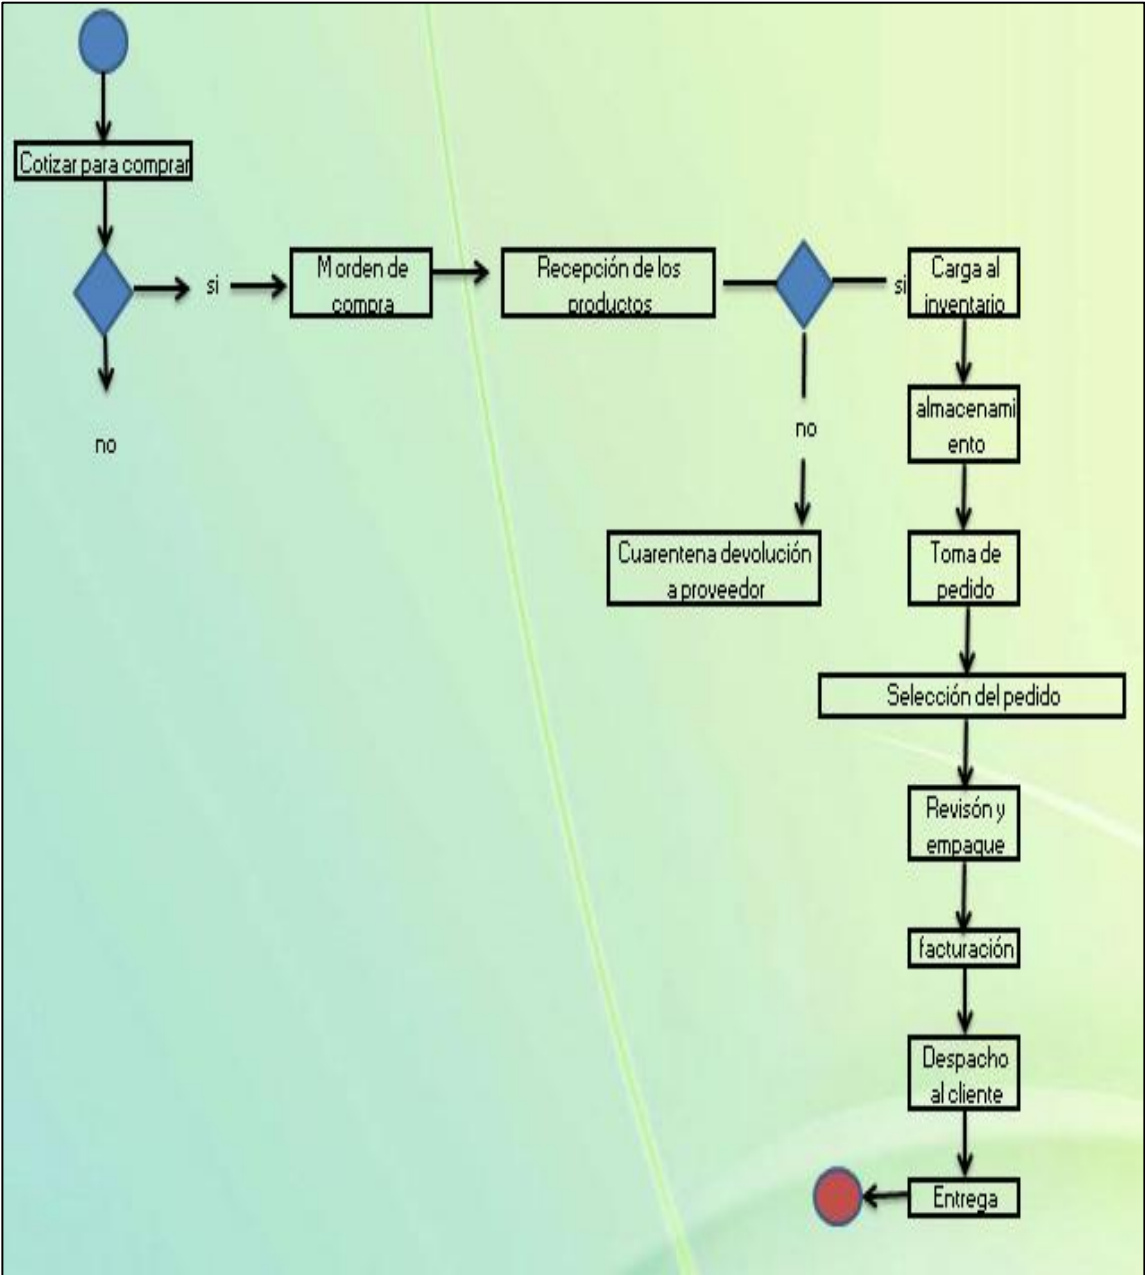 Cotizar para comprar
si
M orden de
compra
Recepción de los
productos
si
Carga al
inventario
no
no
almacenami
ento
Cuarentena devolución
a proveedor
Toma de
pedido
Selección del pedido
Revisón y
empaque
facturación
Despacho
al cliente
Entrega